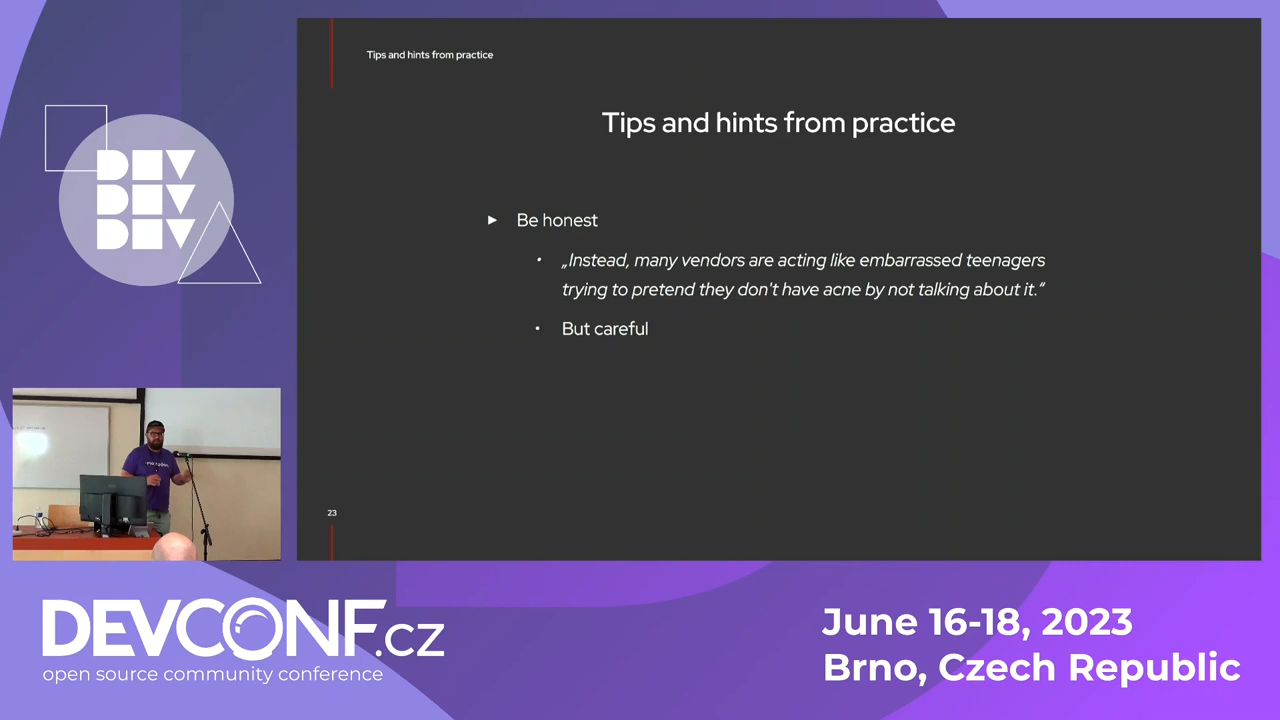 Tips and hints from practice
Tips and hints from practice
► Be honest
• „Instead, many vendors are acting like embarrassed teenagers
trying to pretend they don't have acne by not talking about it.“
• But careful
23
DEV
DEV
DEV
DEVCONF.cz
open source community conference
June 16-18, 2023
Brno, Czech Republic